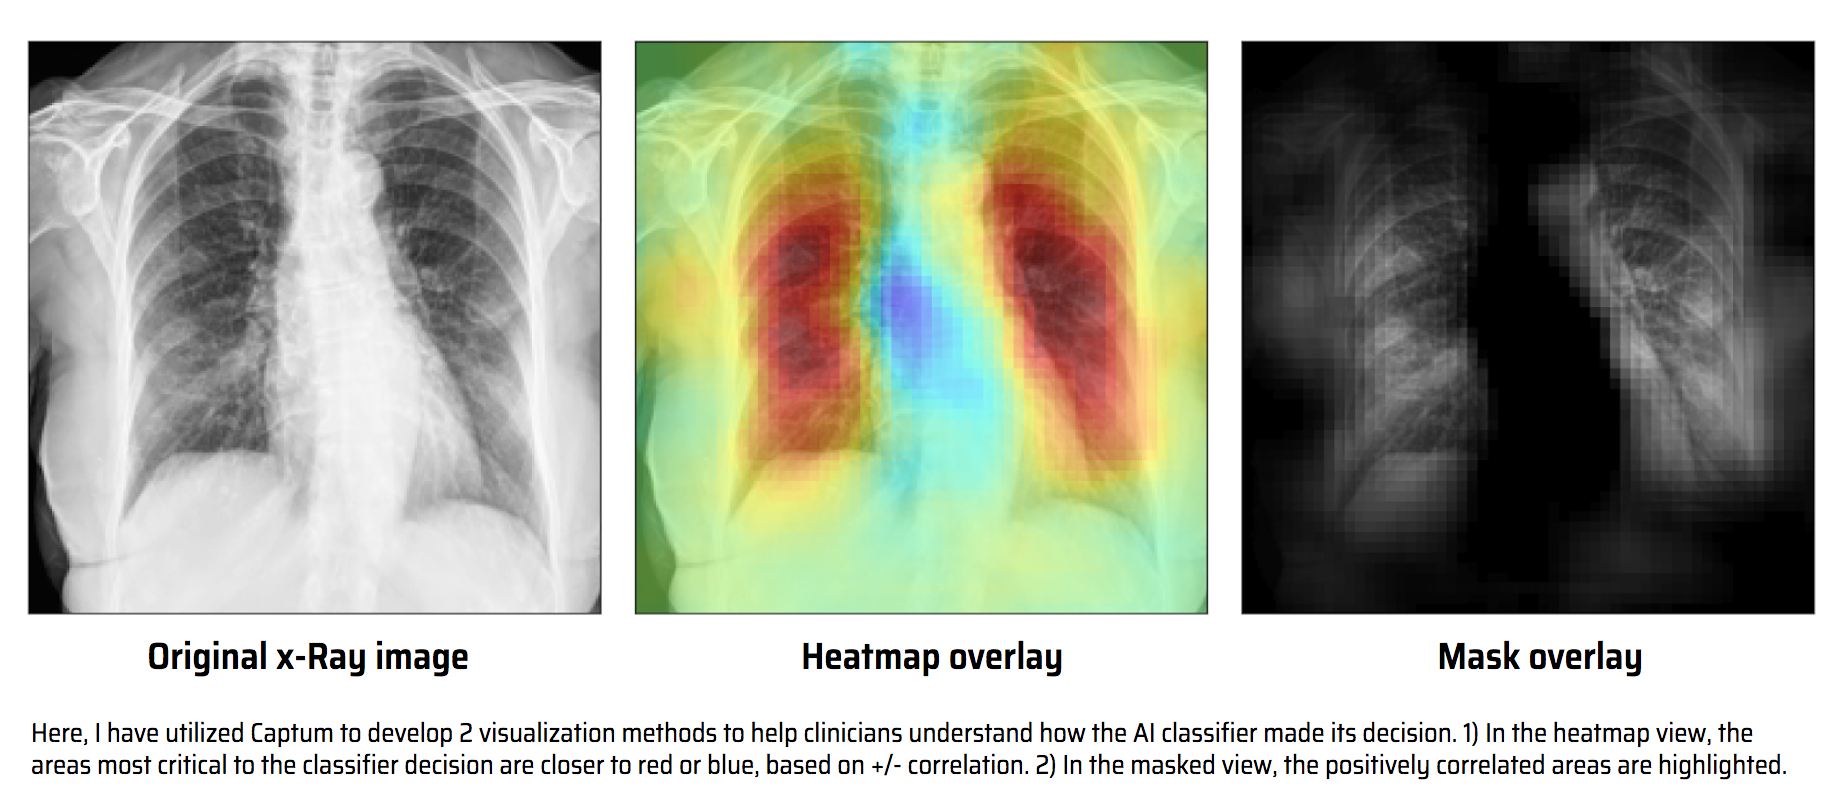 Original x-Ray image
Heatmap overlay
Mask overlay
Here, I have utilized Captum to develop 2 visualization methods to help clinicians understand how the AI classifier made its decision. 1) In the heatmap view, the
areas most critical to the classifier decision are closer to red or blue, based on +/- correlation. 2) In the masked view, the positively correlated areas are highlighted.